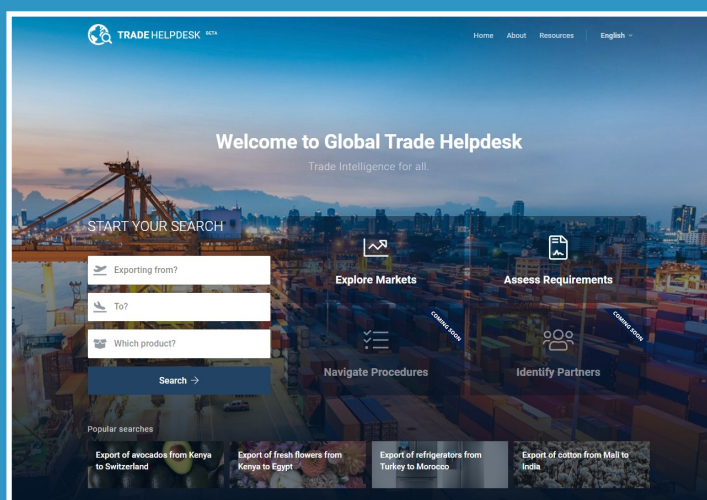 TRADE HELPDESK BETA
Home About Resources English
Welcome to Global Trade Helpdesk
Trade Intelligence for all.
START YOUR SEARCH
Exporting from?
To?
Which product?
Search →
Explore Markets
Assess Requirements
COMING SOON
Navigate Procedures
COMING SOON
Identify Partners
Popular searches
Export of avocados from Kenya
to Switzerland
Export of fresh flowers from
Kenya to Egypt
Export of refrigerators from
Turkey to Morocco
Export of cotton from Mali to
India